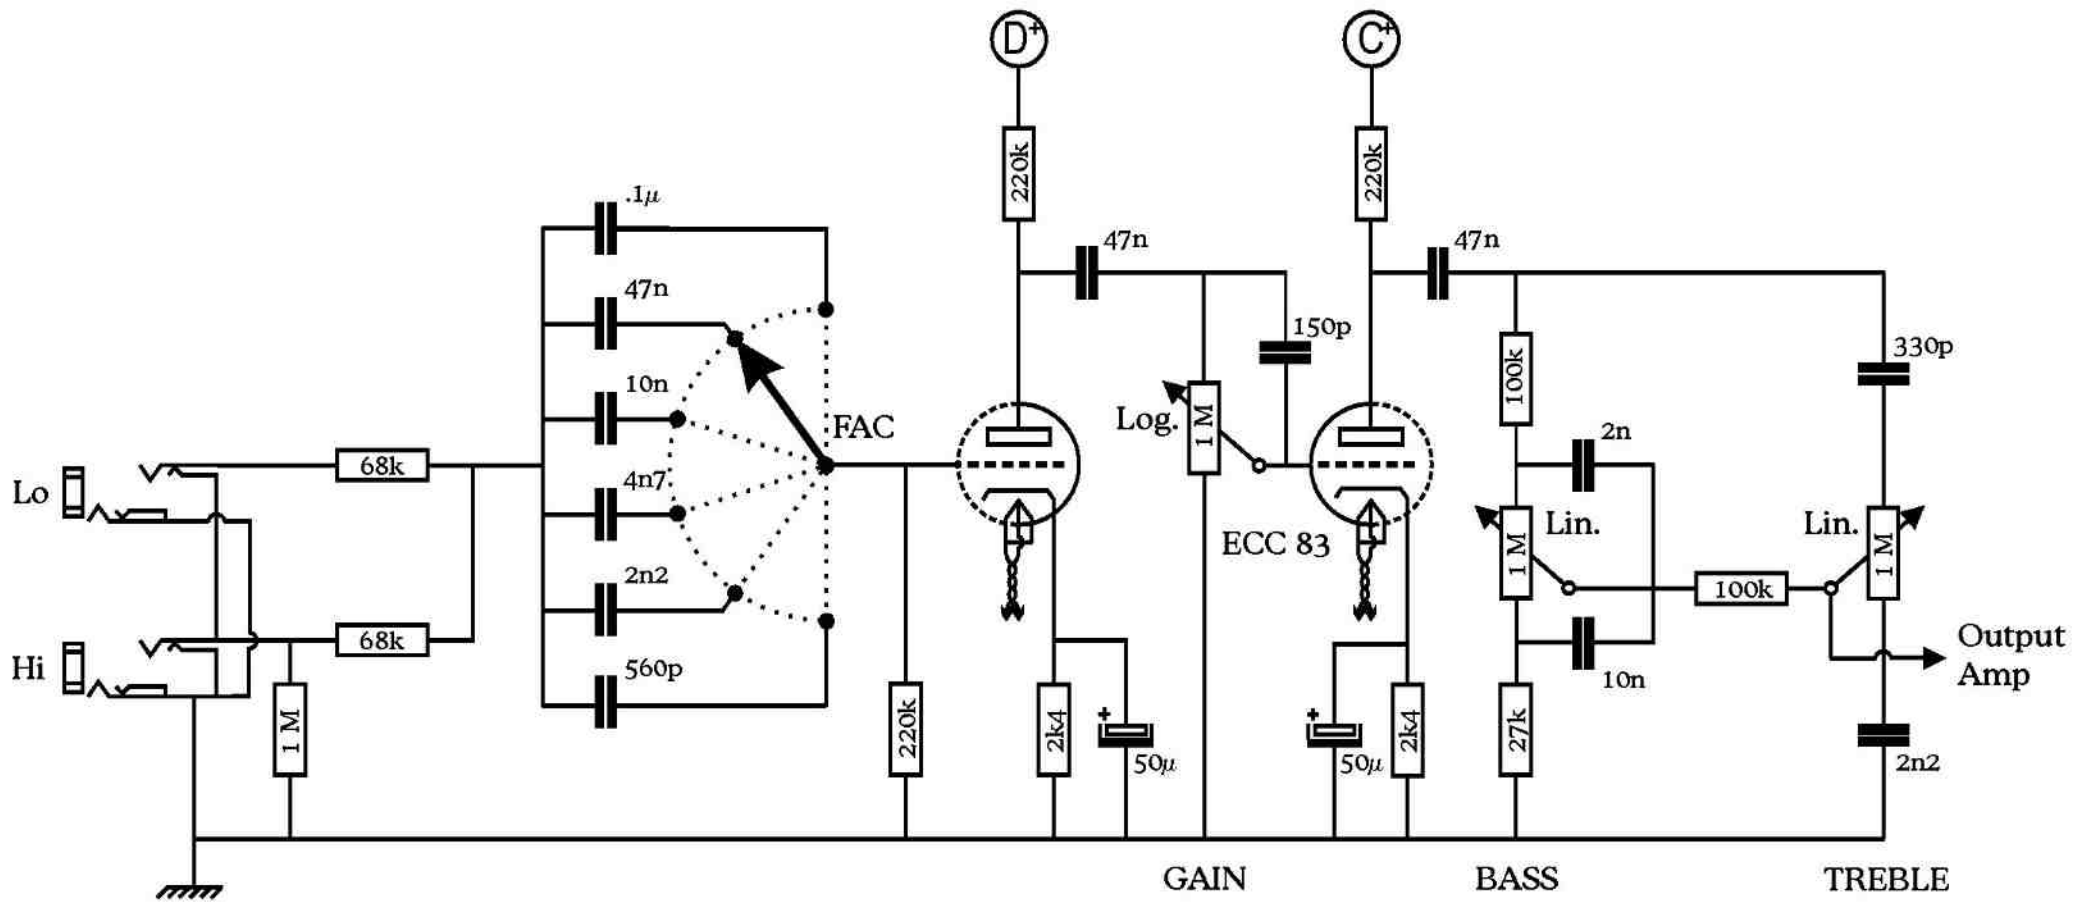 D+
C+
220k
220k
.1µ
47n
47n
47n
150p
330p
10n
100k
Log.
1 M
FAC
2n
Lo
68k
4n7
ECC 83
Lin.
1 M
Lin.
1 M
2n2
100k
Hi
68k
560p
10n
Output
Amp
1 M
220k
2k4
+
50µ
+
50µ
2k4
27k
2n2
GAIN
BASS
TREBLE